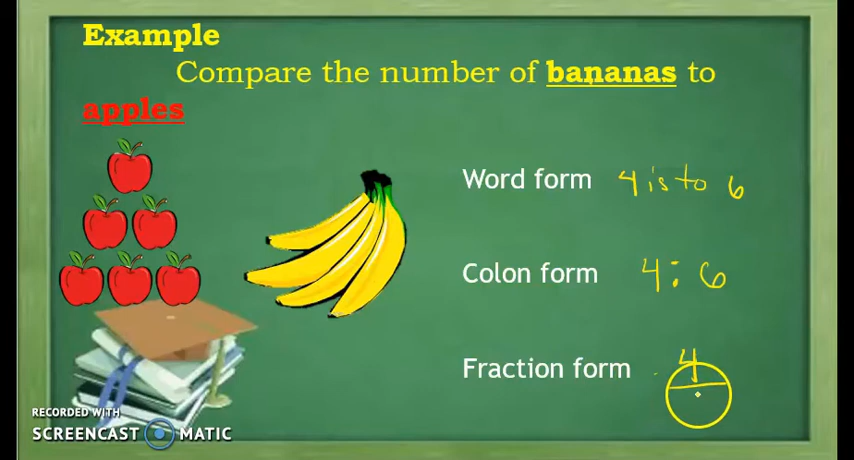 Example
Compare the number of bananas to
apples
Word form 4 is to 6
Colon form 4 : 6
Fraction form 4
RECORDED WITH
SCREENCAST MATIC